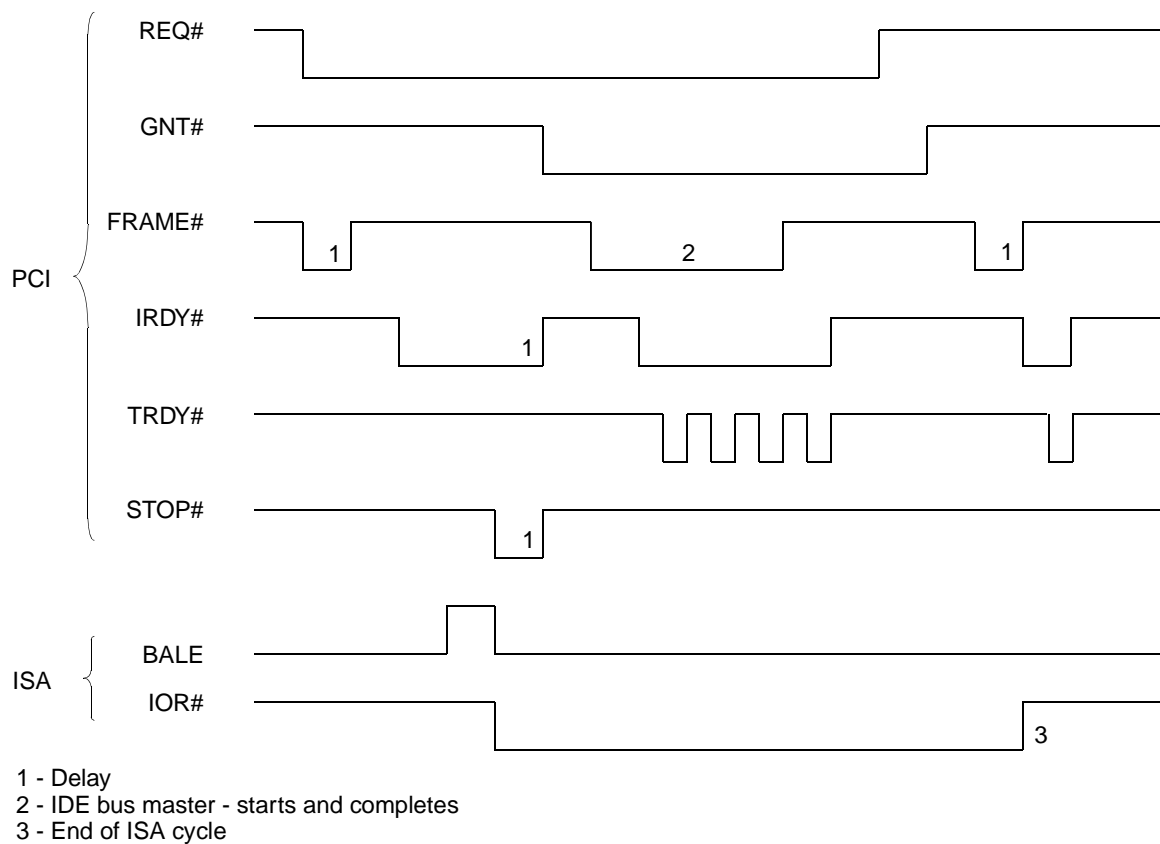 REQ#
GNT#
FRAME#
1
2
1
PCI
IRDY#
1
TRDY#
STOP#
1
BALE
ISA
IOR#
3
1 - Delay
2 - IDE bus master - starts and completes
3 - End of ISA cycle